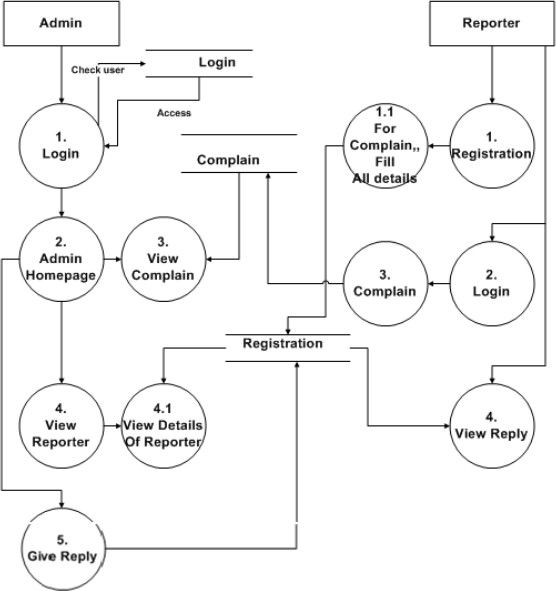 Admin
Reporter
Check user
Login
Access
1.
Login
1.1
For
Complain,,
Fill
All details
1.
Registration
Complain
2.
Admin
Homepage
3.
View
Complain
3.
Complain
2.
Login
Registration
4.
View
Reporter
4.1
View Details
Of Reporter
4.
View Reply
5.
Give Reply